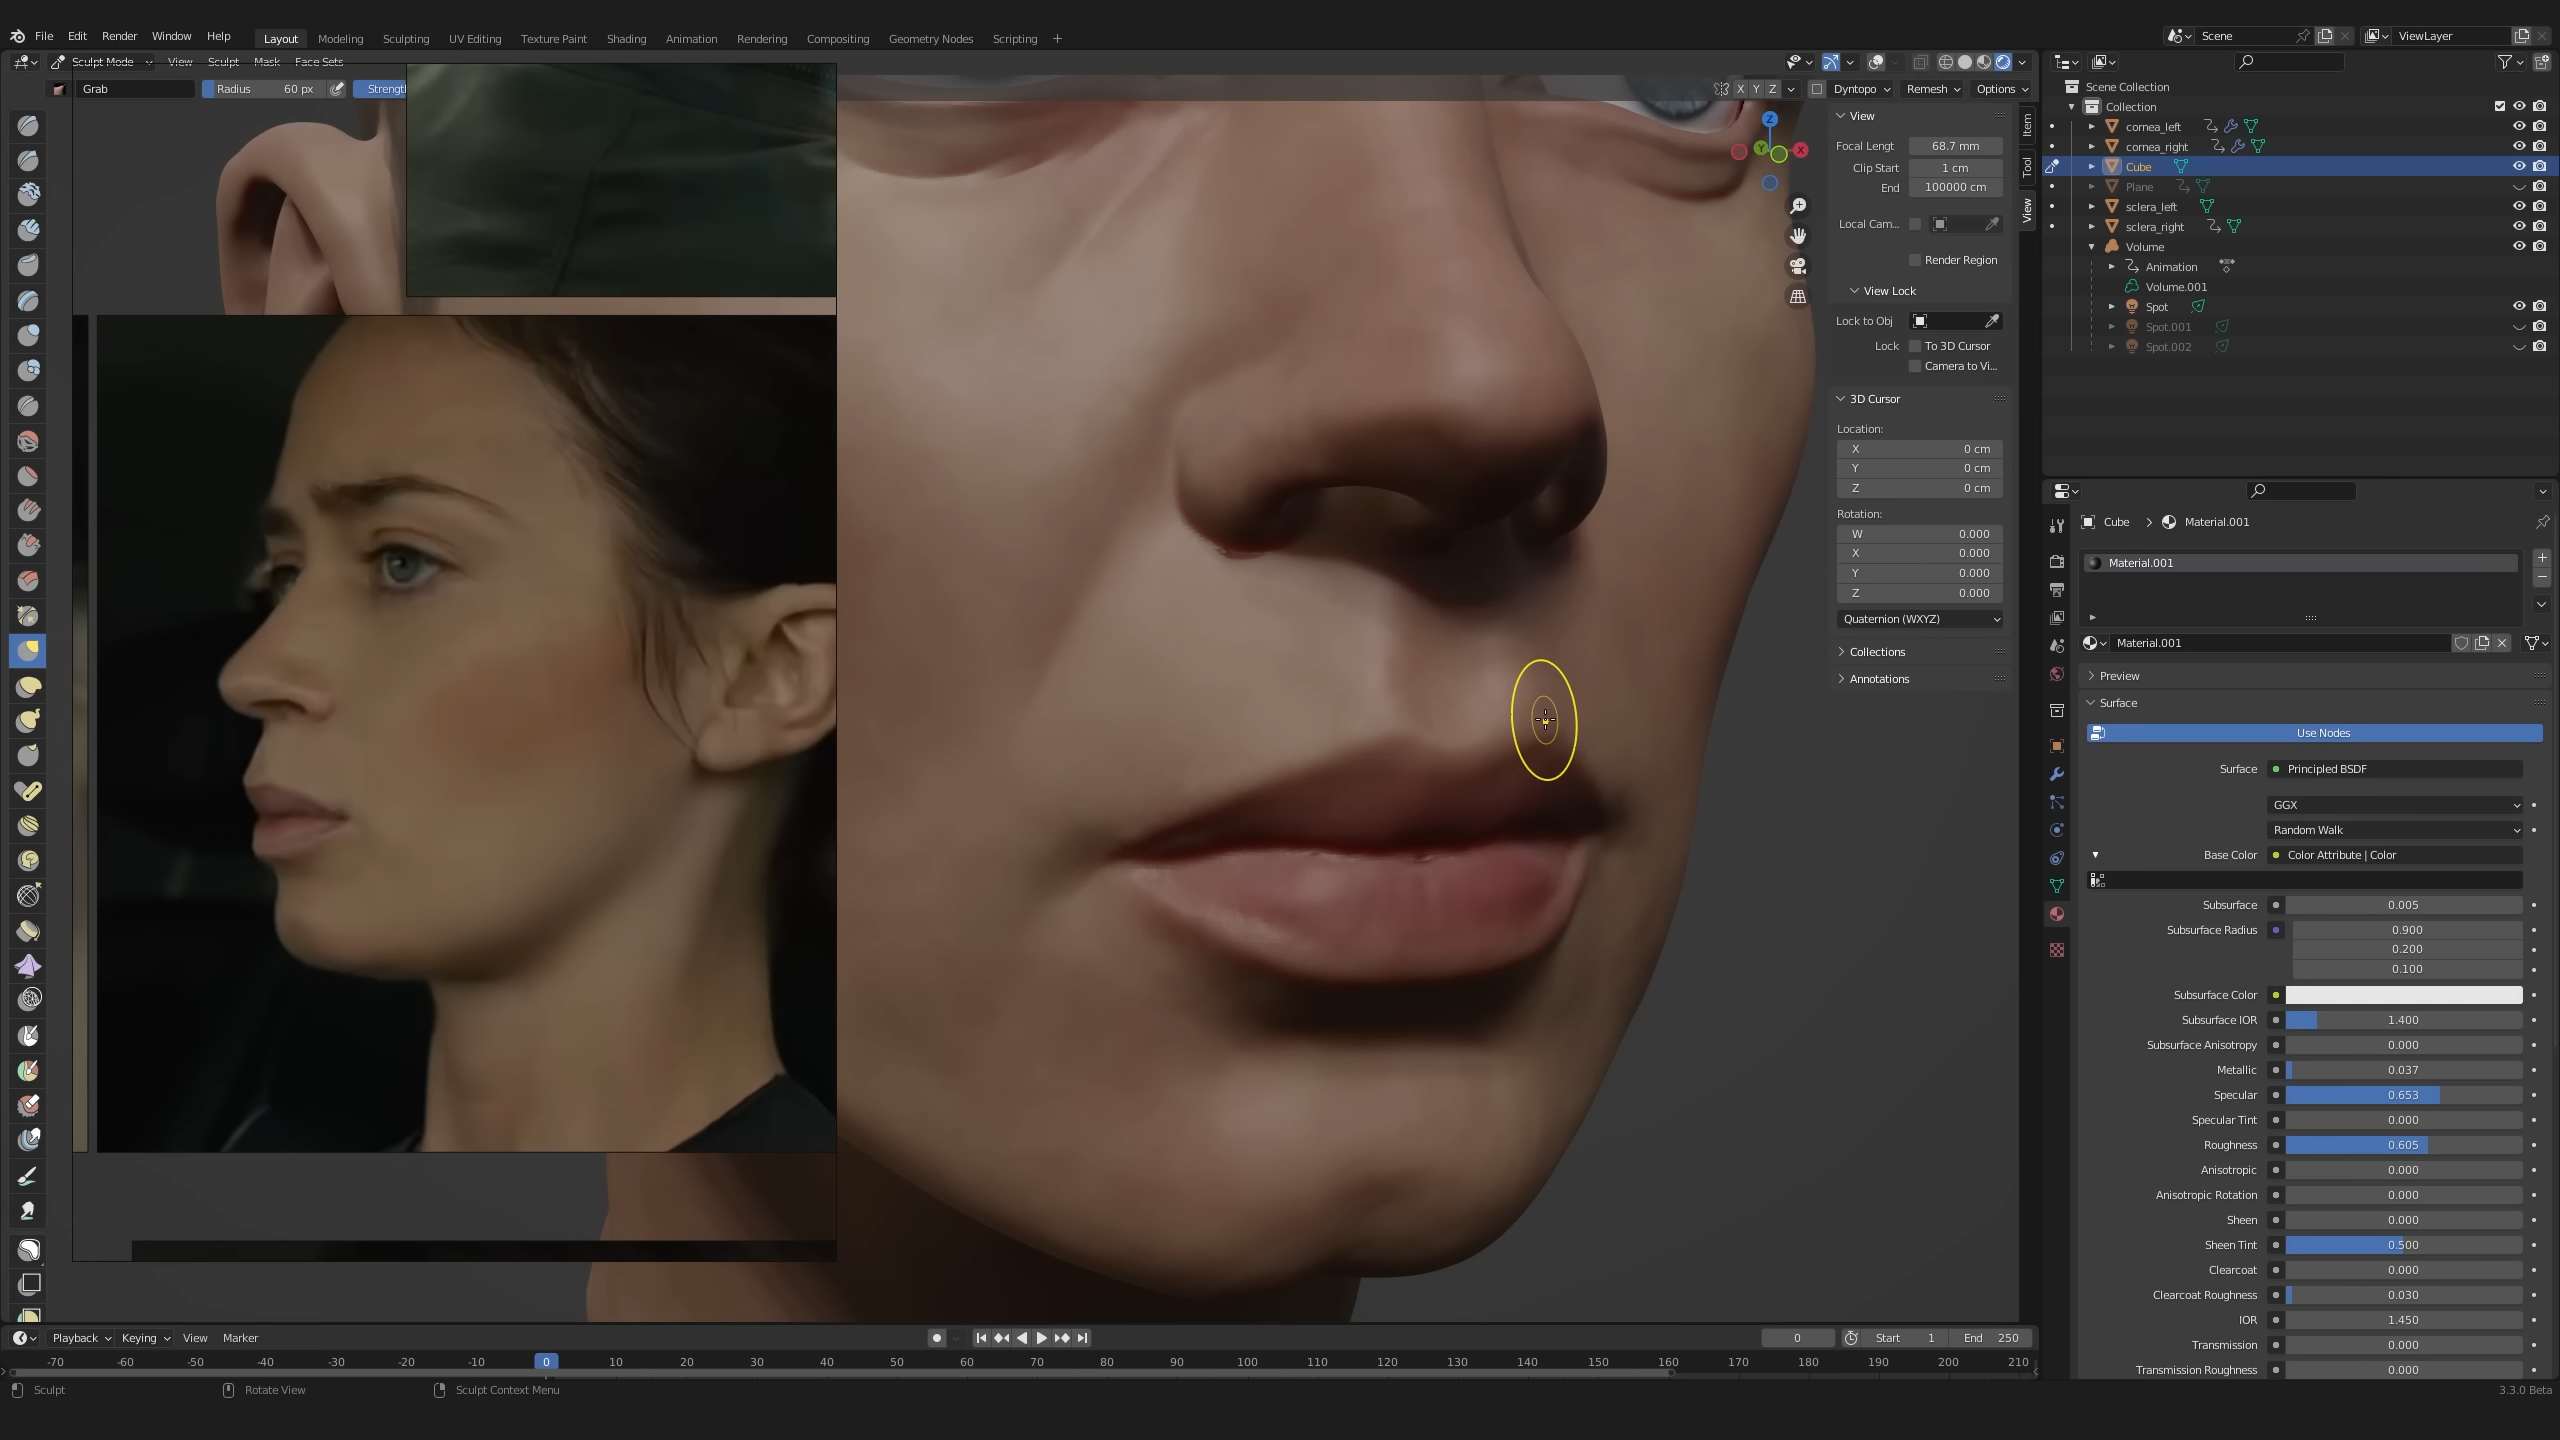 File Edit Render Window Help Layout Modeling Sculpting UV Editing Texture Paint Shading Animation Rendering Compositing Geometry Nodes Scripting + Scene ViewLayer
Sculpt Mode View Sculpt Mask Face Sets
Grab Radius 60 px Strengt X Y Z Dyntopo Remesh Options
Z
Y
X
Item
Tool
View
View
Focal Lengt 68.7 mm
Clip Start 1 cm
End 100000 cm
Local Cam...
Render Region
View Lock
Lock to Obj
Lock To 3D Cursor
Camera to Vi...
3D Cursor
Location:
X 0 cm
Y 0 cm
Z 0 cm
Rotation:
W 0.000
X 0.000
Y 0.000
Z 0.000
Quaternion (WXYZ)
Collections
Annotations
Scene Collection
Collection
cornea_left
cornea_right
Cube
Plane
sclera_left
sclera_right
Volume
Animation
Volume.001
Spot
Spot.001
Spot.002
Cube > Material.001
Material.001
Material.001
Preview
Surface
Use Nodes
Surface Principled BSDF
GGX
Random Walk
Base Color Color Attribute | Color
Subsurface 0.005
Subsurface Radius 0.900
0.200
0.100
Subsurface Color
Subsurface IOR 1.400
Subsurface Anisotropy 0.000
Metallic 0.037
Specular 0.653
Specular Tint 0.000
Roughness 0.605
Anisotropic 0.000
Anisotropic Rotation 0.000
Sheen 0.000
Sheen Tint 0.500
Clearcoat 0.000
Clearcoat Roughness 0.030
IOR 1.450
Transmission 0.000
Transmission Roughness 0.000
Playback Keying View Marker 0 Start 1 End 250
-70 -60 -50 -40 -30 -20 -10 0 10 20 30 40 50 60 70 80 90 100 110 120 130 140 150 160 170 180 190 200 210
Sculpt Rotate View Sculpt Context Menu 3.3.0 Beta